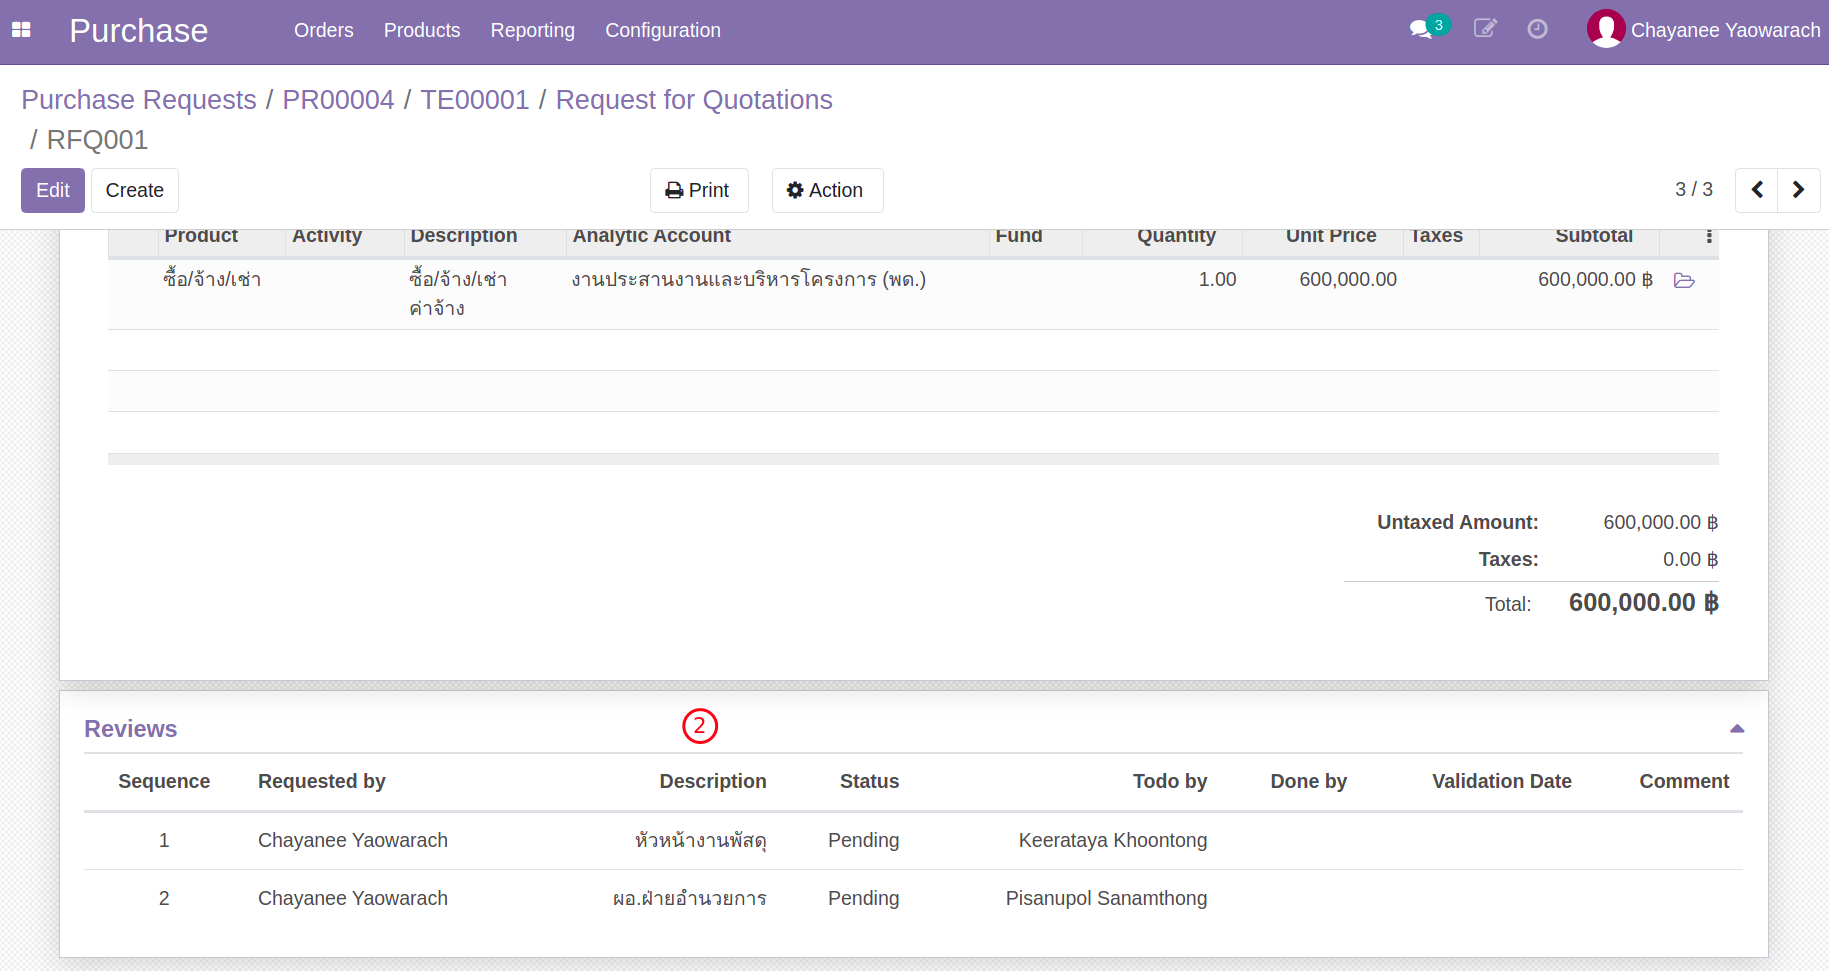 Purchase Orders Products Reporting Configuration 3 Chayanee Yaowarach
Purchase Requests / PR00004 / TE00001 / Request for Quotations
/ RFQ001
Edit Create Print Action 3 / 3
Product Activity Description Analytic Account Fund Quantity Unit Price Taxes Subtotal
ซื้อ/จ้าง/เช่า ซื้อ/จ้าง/เช่า งานประสานงานและบริหารโครงการ (พด.) 1.00 600,000.00 600,000.00 ฿
ค่าจ้าง
Untaxed Amount: 600,000.00 ฿
Taxes: 0.00 ฿
Total: 600,000.00 ฿
Reviews 2
Sequence Requested by Description Status Todo by Done by Validation Date Comment
1 Chayanee Yaowarach หัวหน้างานพัสดุ Pending Keerataya Khoontong
2 Chayanee Yaowarach ผอ.ฝ่ายอำนวยการ Pending Pisanupol Sanamthong